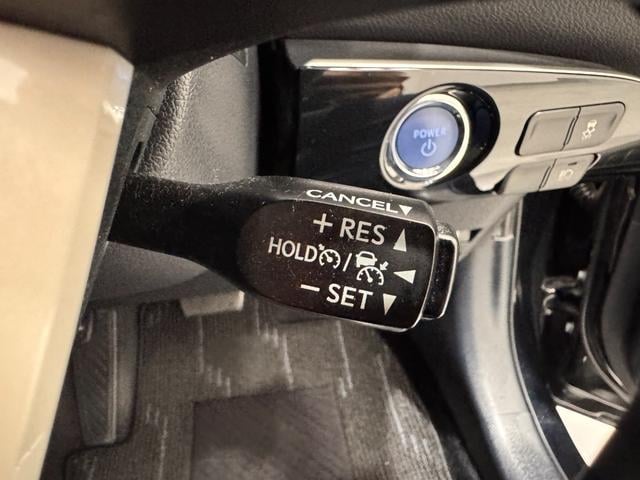 POWER
CANCEL▼
+ RES ▲
HOLD / ◀
− SET ▼